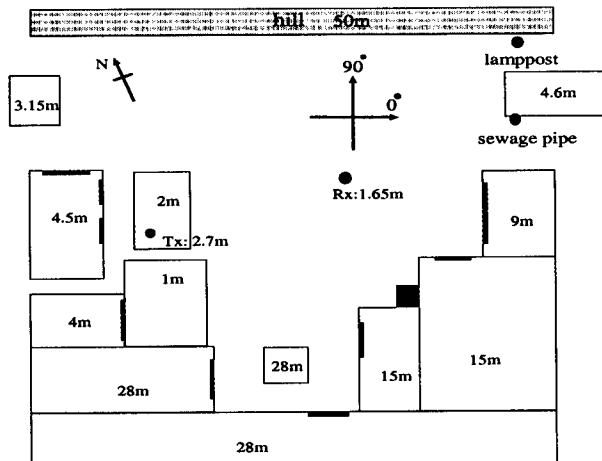 hill 50m
lamppost
N
90°
3.15m
0°
4.6m
sewage pipe
2m
Rx:1.65m
4.5m
9m
Tx: 2.7m
1m
4m
28m
15m
15m
28m
28m